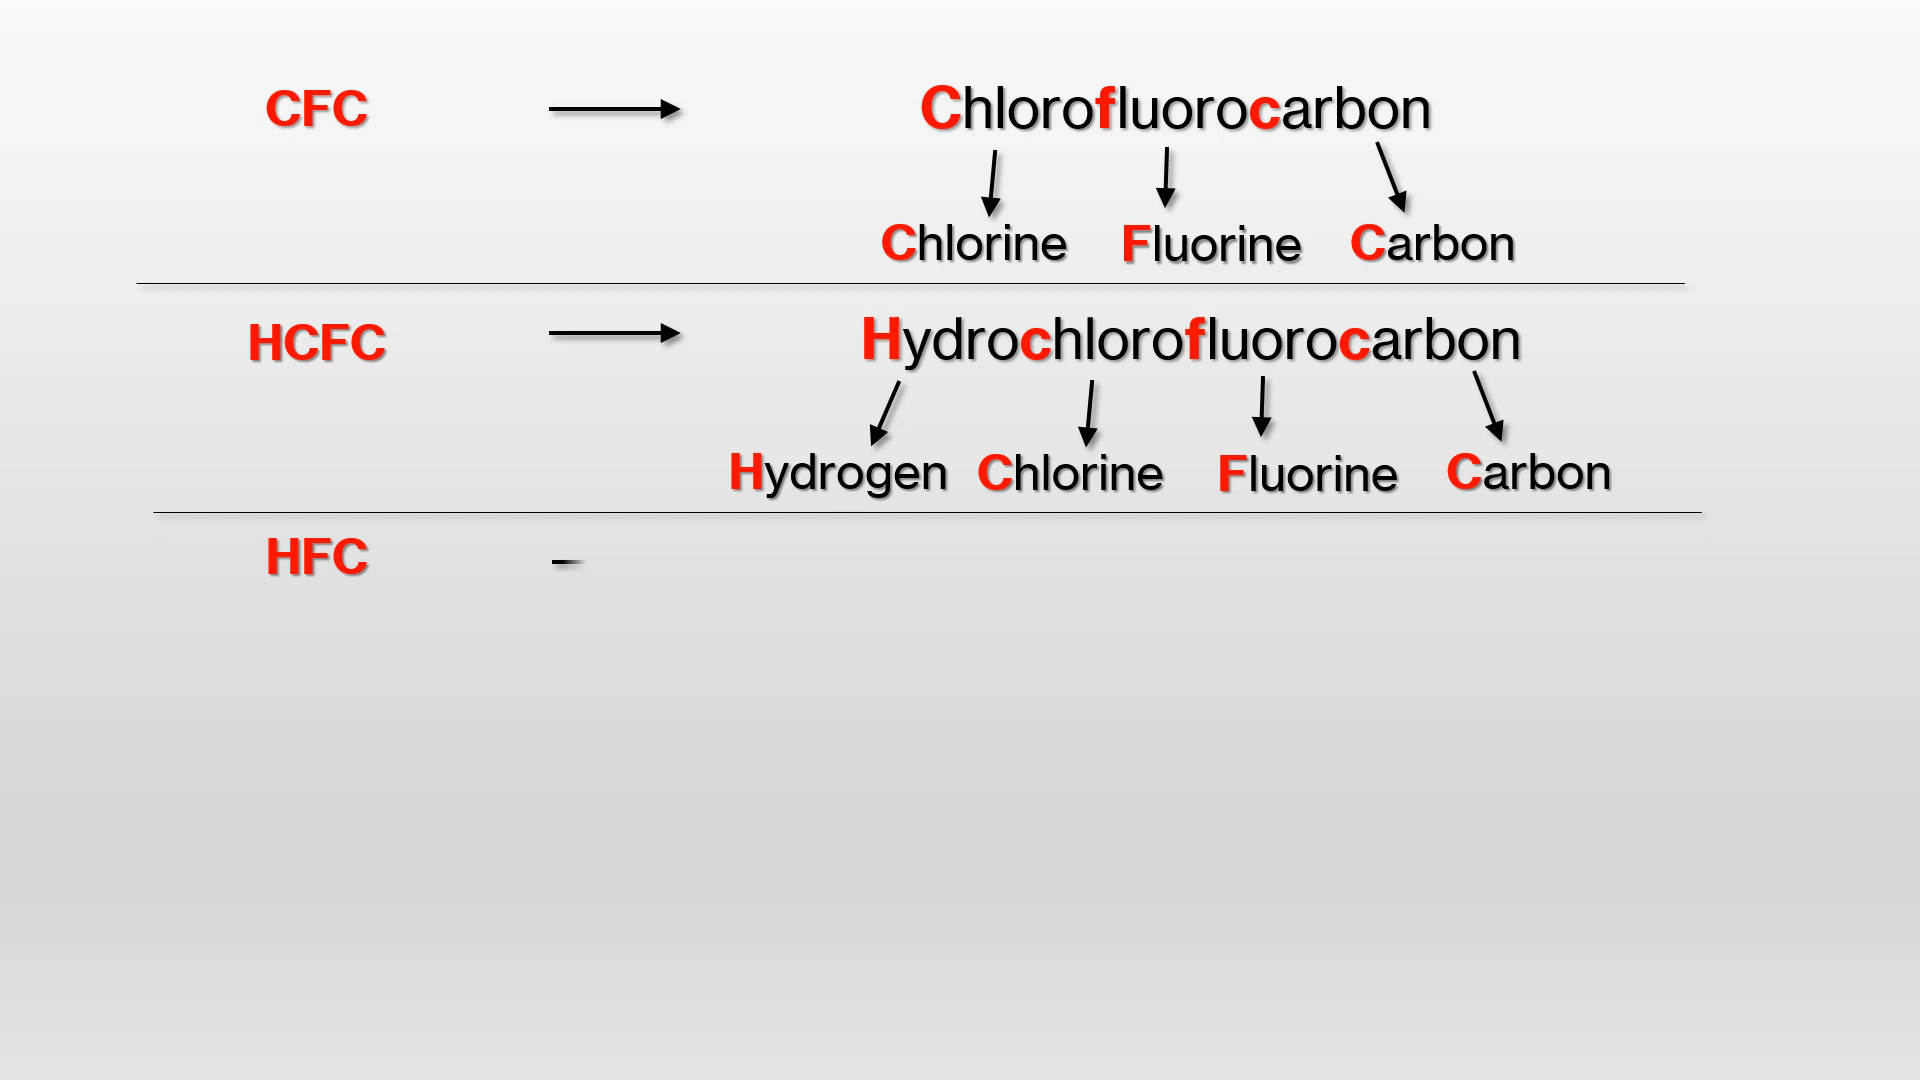 CFC Chlorofluorocarbon
Chlorine Fluorine Carbon
HCFC Hydrochlorofluorocarbon
Hydrogen Chlorine Fluorine Carbon
HFC